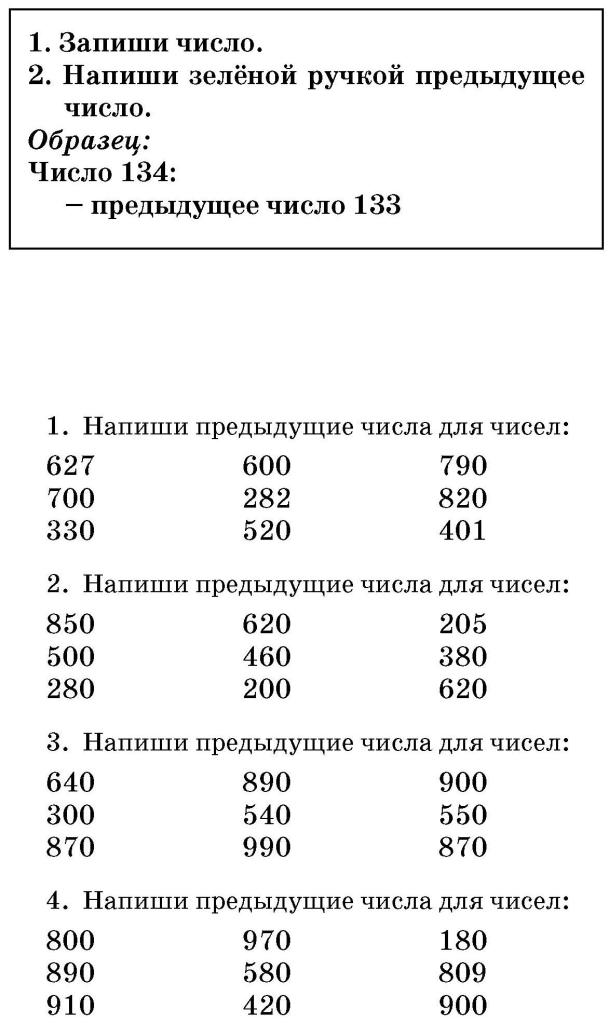 1. Запиши число.
2. Напиши зелёной ручкой предыдущее
число.
Образец:
Число 134:
– предыдущее число 133
1. Напиши предыдущие числа для чисел:
627 600 790
700 282 820
330 520 401
2. Напиши предыдущие числа для чисел:
850 620 205
500 460 380
280 200 620
3. Напиши предыдущие числа для чисел:
640 890 900
300 540 550
870 990 870
4. Напиши предыдущие числа для чисел:
800 970 180
890 580 809
910 420 900